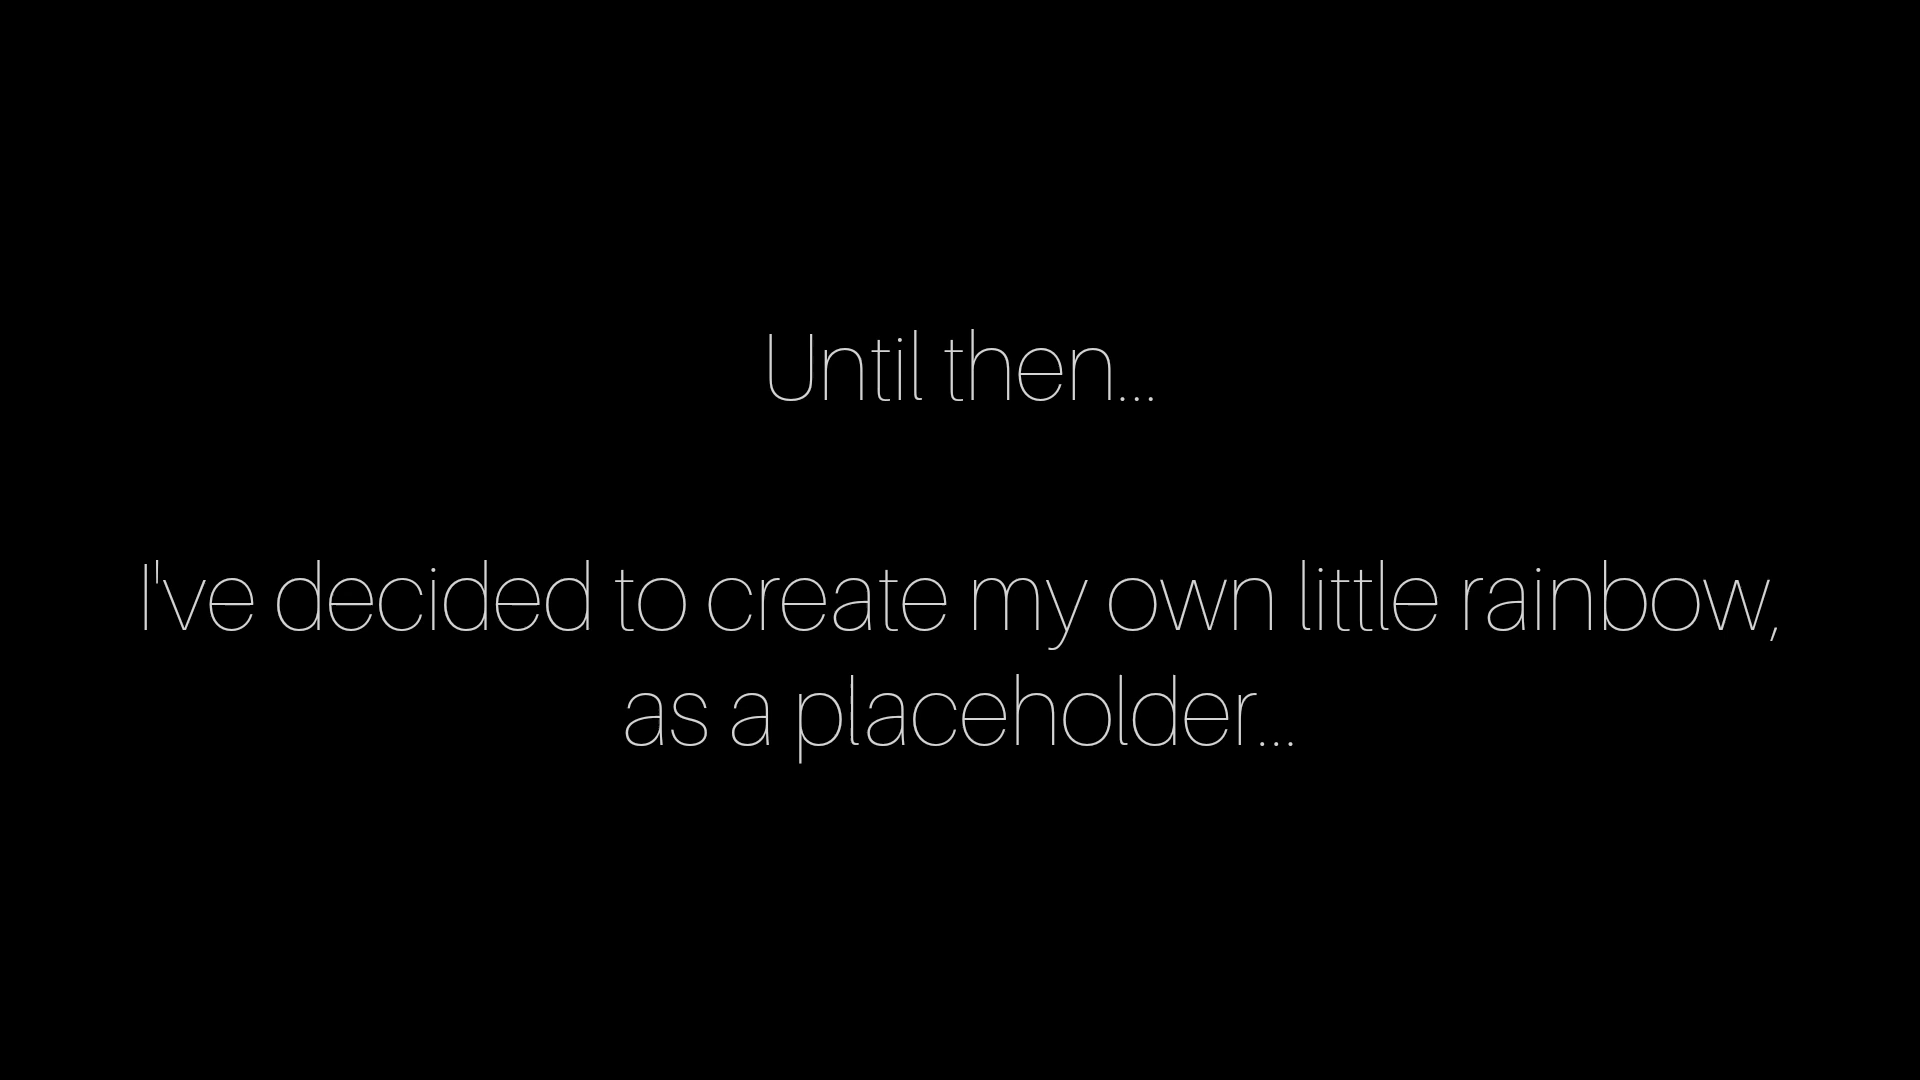 Until then...
I've decided to create my own little rainbow,
as a placeholder...